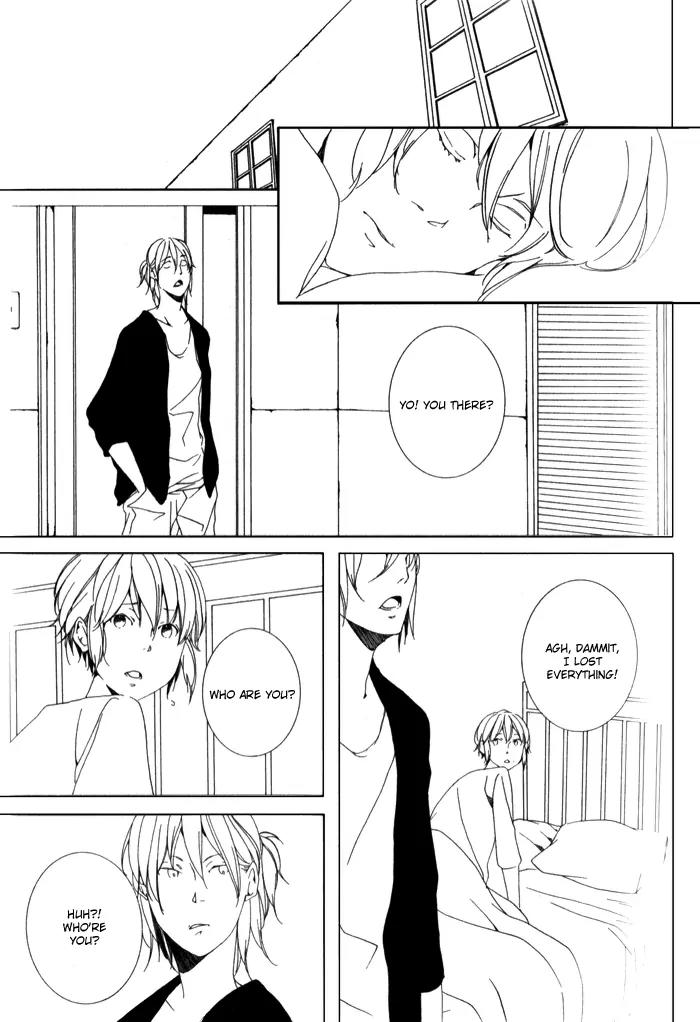 YO! YOU THERE?
AGH, DAMMIT,
I LOST
EVERYTHING!
WHO ARE YOU?
HUH?!
WHO'RE
YOU?